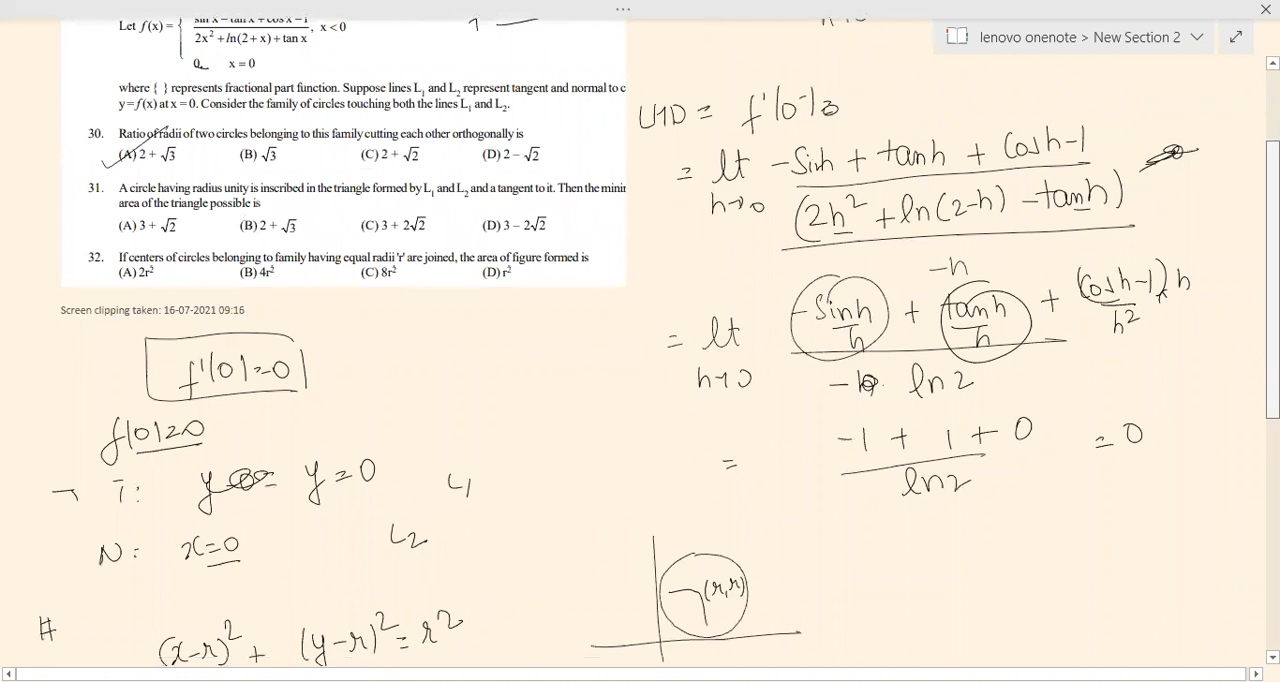 lenovo onenote > New Section 2
Let f(x) = { sin x − tan x + cos x − 1 / 2x² + ln(2 + x) + tan x , x < 0
0, x = 0
where { } represents fractional part function. Suppose lines L₁ and L₂ represent tangent and normal to c
y = f(x) at x = 0. Consider the family of circles touching both the lines L₁ and L₂.
30. Ratio of radii of two circles belonging to this family cutting each other orthogonally is
(A) 2 + √3 (B) √3 (C) 2 + √2 (D) 2 − √2
31. A circle having radius unity is inscribed in the triangle formed by L₁ and L₂ and a tangent to it. Then the minim
area of the triangle possible is
(A) 3 + √2 (B) 2 + √3 (C) 3 + 2√2 (D) 3 − 2√2
32. If centers of circles belonging to family having equal radii 'r' are joined, the area of figure formed is
(A) 2r² (B) 4r² (C) 8r² (D) r²
Screen clipping taken: 16-07-2021 09:16
f'(0)=0
f(0)=0
T: y = y = 0 L1
N: x=0 L2
#
(x-r)² + (y-r)² = r²
LHD = f'(0⁻)=
= lt h→0 -sinh + tanh + cosh-1
(2h² + ln(2-h) - tanh)
-h
= lt h→0 -sinh/h + tanh/h + (cosh-1)/h² × h
ln2
= -1 + 1 + 0 / ln2 = 0
(r,r)